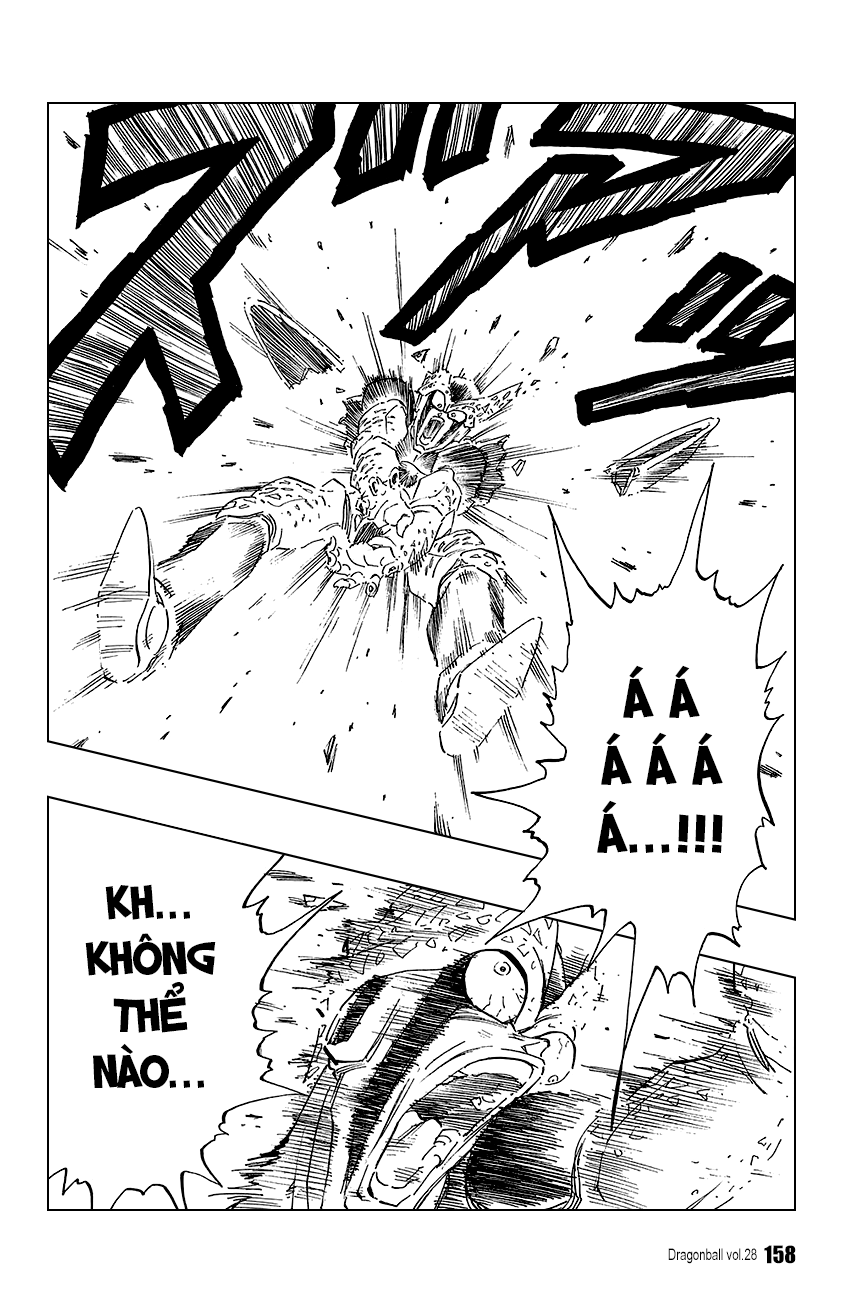 Á Á
Á Á Á
Á...!!!
KH...
KHÔNG
THỂ
NÀO...
Dragonball vol.28 158